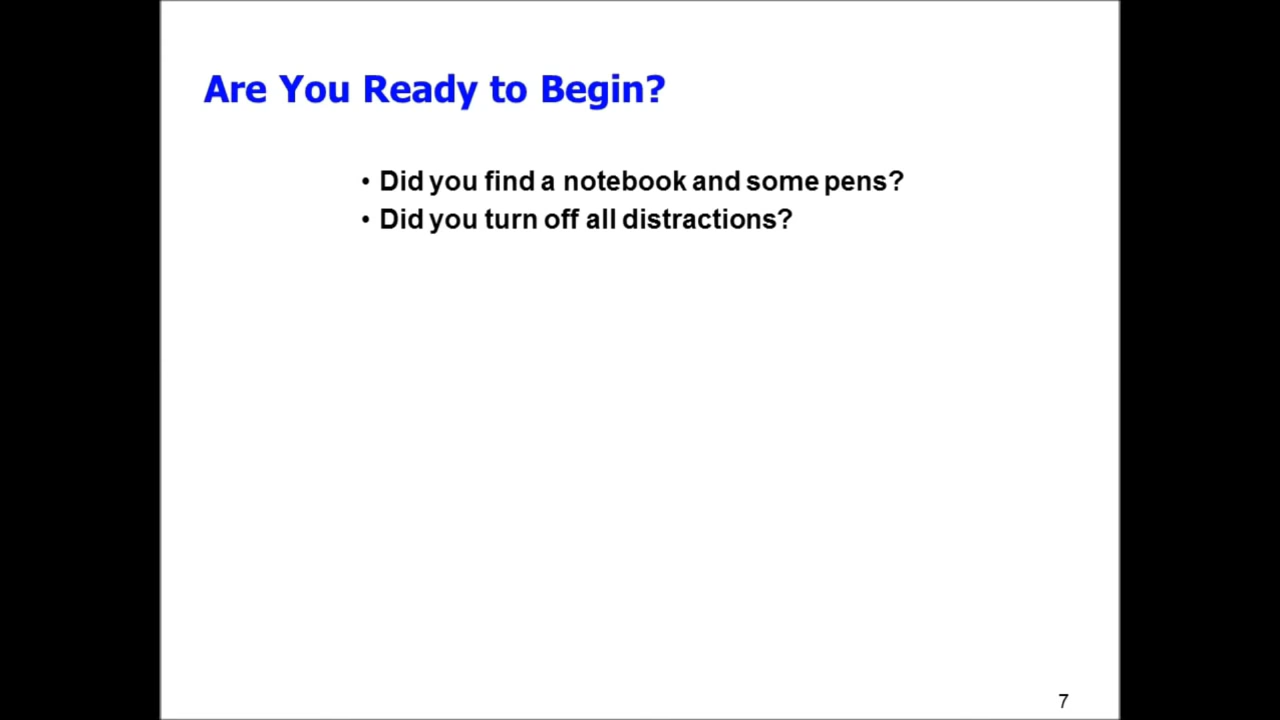 Are You Ready to Begin?
• Did you find a notebook and some pens?
• Did you turn off all distractions?
7